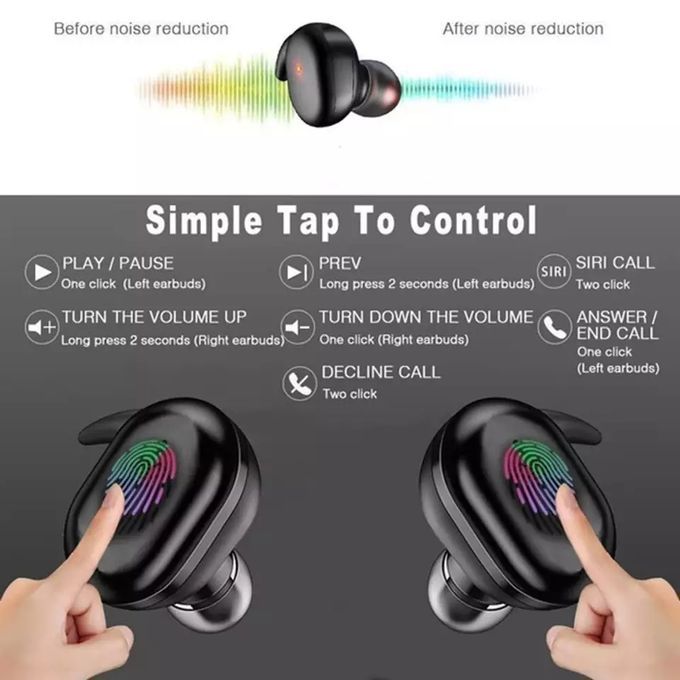 Before noise reduction
After noise reduction
Simple Tap To Control
PLAY / PAUSE
One click (Left earbuds)
PREV
Long press 2 seconds (Left earbuds)
SIRI
SIRI CALL
Two click
TURN THE VOLUME UP
Long press 2 seconds (Right earbuds)
TURN DOWN THE VOLUME
One click (Right earbuds)
ANSWER /
END CALL
One click
(Left earbuds)
DECLINE CALL
Two click